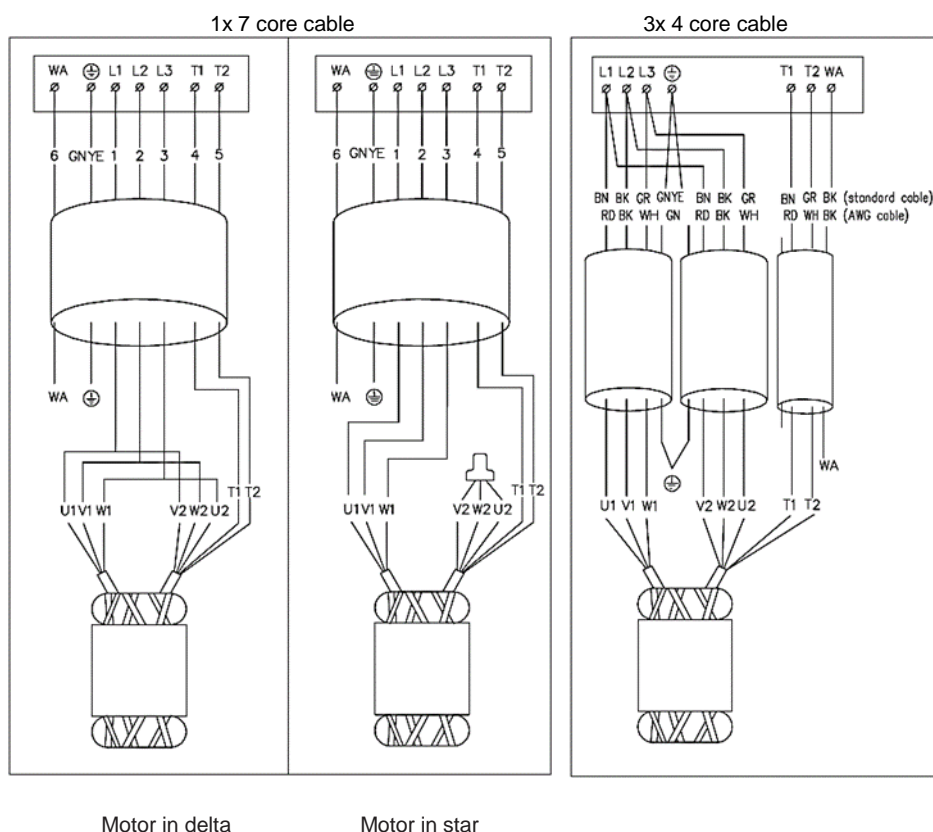 1x 7 core cable
3x 4 core cable
WA L1 L2 L3 T1 T2
6 GNYE 1 2 3 4 5
WA
T1 T2
U1 V1 W1 V2 W2 U2
WA L1 L2 L3 T1 T2
6 GNYE 1 2 3 4 5
WA
T1 T2
U1 V1 W1 V2 W2 U2
L1 L2 L3 T1 T2 WA
BN BK GR GNYE BN BK GR BN GR BK (standard cable)
RD BK WH GN RD BK WH RD WH BK (AWG cable)
WA
U1 V1 W1 V2 W2 U2 T1 T2
Motor in delta
Motor in star